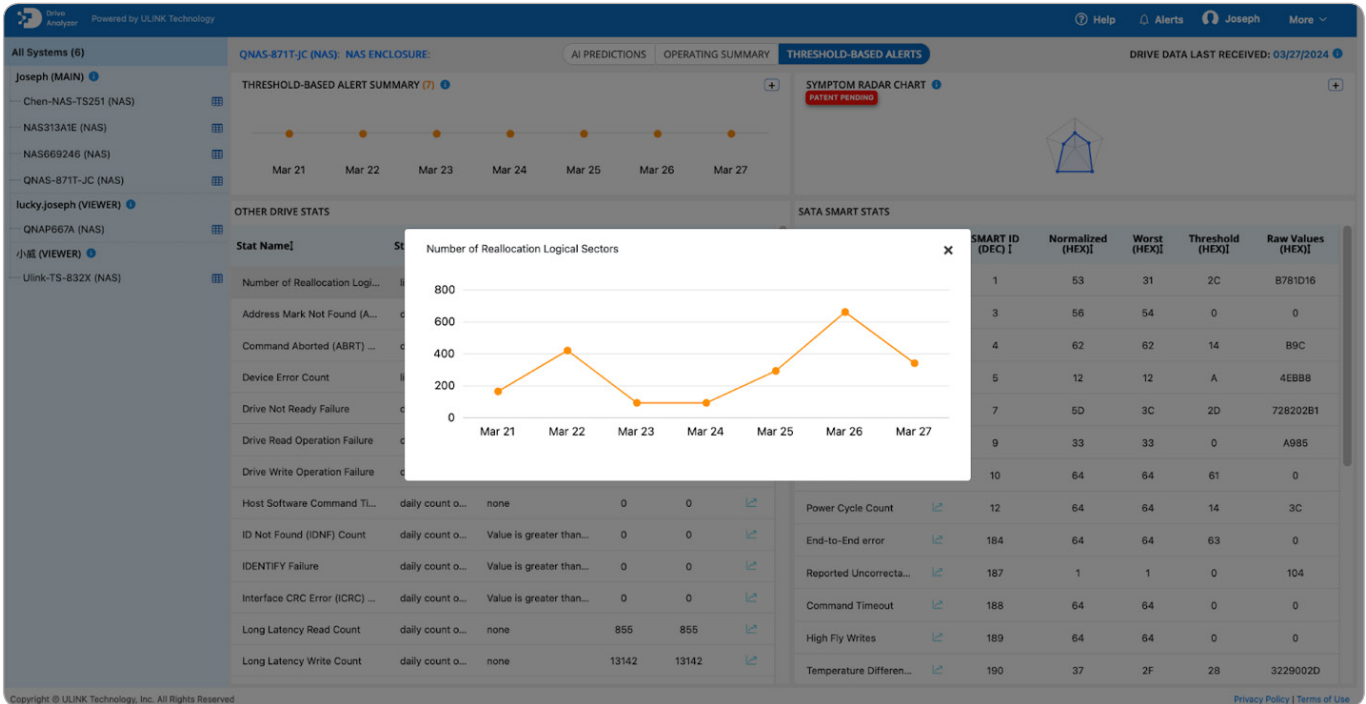 Drive Analyzer Powered by ULINK Technology
Help Alerts Joseph More
All Systems (6)
Joseph (MAIN)
Chen-NAS-TS251 (NAS)
NAS313A1E (NAS)
NAS669246 (NAS)
QNAS-871T-JC (NAS)
lucky.joseph (VIEWER)
QNAP667A (NAS)
小威 (VIEWER)
Ulink-TS-832X (NAS)
QNAS-871T-JC (NAS): NAS ENCLOSURE:
AI PREDICTIONS OPERATING SUMMARY THRESHOLD-BASED ALERTS
DRIVE DATA LAST RECEIVED: 03/27/2024
THRESHOLD-BASED ALERT SUMMARY (7)
Mar 21 Mar 22 Mar 23 Mar 24 Mar 25 Mar 26 Mar 27
SYMPTOM RADAR CHART
PATENT PENDING
OTHER DRIVE STATS
Stat Name
Number of Reallocation Logi...
Address Mark Not Found (A...
Command Aborted (ABRT) ...
Device Error Count
Drive Not Ready Failure
Drive Read Operation Failure
Drive Write Operation Failure
Host Software Command Ti... daily count o... none 0 0
ID Not Found (IDNF) Count daily count o... Value is greater than... 0 0
IDENTIFY Failure daily count o... Value is greater than... 0 0
Interface CRC Error (ICRC) ... daily count o... Value is greater than... 0 0
Long Latency Read Count daily count o... none 855 855
Long Latency Write Count daily count o... none 13142 13142
Number of Reallocation Logical Sectors
800
600
400
200
0
Mar 21 Mar 22 Mar 23 Mar 24 Mar 25 Mar 26 Mar 27
SATA SMART STATS
SMART ID (DEC) Normalized (HEX) Worst (HEX) Threshold (HEX) Raw Values (HEX)
1 53 31 2C B781D16
3 56 54 0 0
4 62 62 14 B9C
5 12 12 A 4EBB8
7 5D 3C 2D 728202B1
9 33 33 0 A985
10 64 64 61 0
Power Cycle Count 12 64 64 14 3C
End-to-End error 184 64 64 63 0
Reported Uncorrecta... 187 1 1 0 104
Command Timeout 188 64 64 0 0
High Fly Writes 189 64 64 0 0
Temperature Differen... 190 37 2F 28 3229002D
Copyright © ULINK Technology, Inc. All Rights Reserved
Privacy Policy | Terms of Use